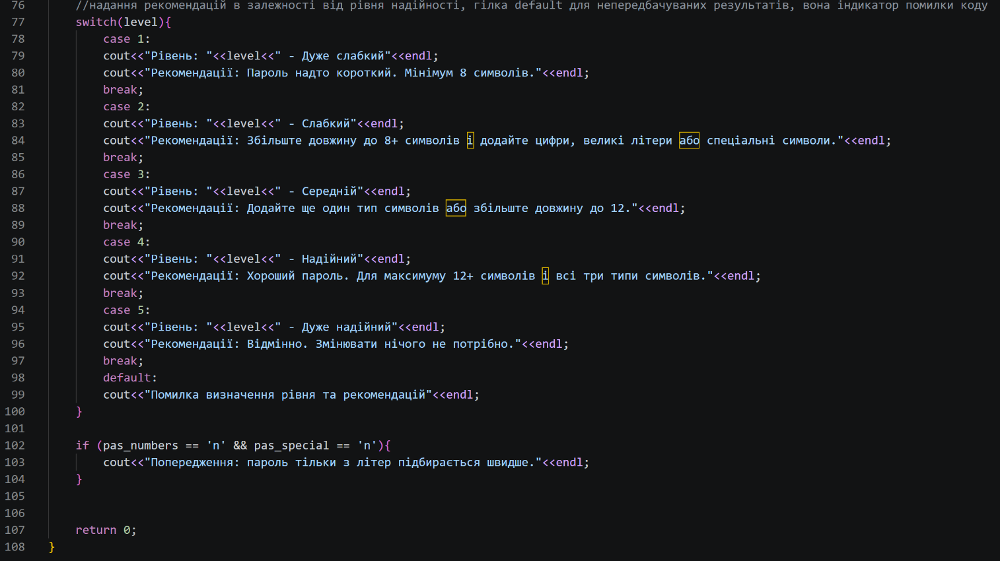 76 //надання рекомендацій в залежності від рівня надійності, гілка default для непередбачуваних результатів, вона індикатор помилки коду
77 switch(level){
78 case 1:
79 cout<<"Рівень: "<<level<<" - Дуже слабкий"<<endl;
80 cout<<"Рекомендації: Пароль надто короткий. Мінімум 8 символів."<<endl;
81 break;
82 case 2:
83 cout<<"Рівень: "<<level<<" - Слабкий"<<endl;
84 cout<<"Рекомендації: Збільште довжину до 8+ символів і додайте цифри, великі літери або спеціальні символи."<<endl;
85 break;
86 case 3:
87 cout<<"Рівень: "<<level<<" - Середній"<<endl;
88 cout<<"Рекомендації: Додайте ще один тип символів або збільште довжину до 12."<<endl;
89 break;
90 case 4:
91 cout<<"Рівень: "<<level<<" - Надійний"<<endl;
92 cout<<"Рекомендації: Хороший пароль. Для максимуму 12+ символів і всі три типи символів."<<endl;
93 break;
94 case 5:
95 cout<<"Рівень: "<<level<<" - Дуже надійний"<<endl;
96 cout<<"Рекомендації: Відмінно. Змінювати нічого не потрібно."<<endl;
97 break;
98 default:
99 cout<<"Помилка визначення рівня та рекомендацій"<<endl;
100 }
101
102 if (pas_numbers == 'n' && pas_special == 'n'){
103 cout<<"Попередження: пароль тільки з літер підбирається швидше."<<endl;
104 }
105
106
107 return 0;
108 }